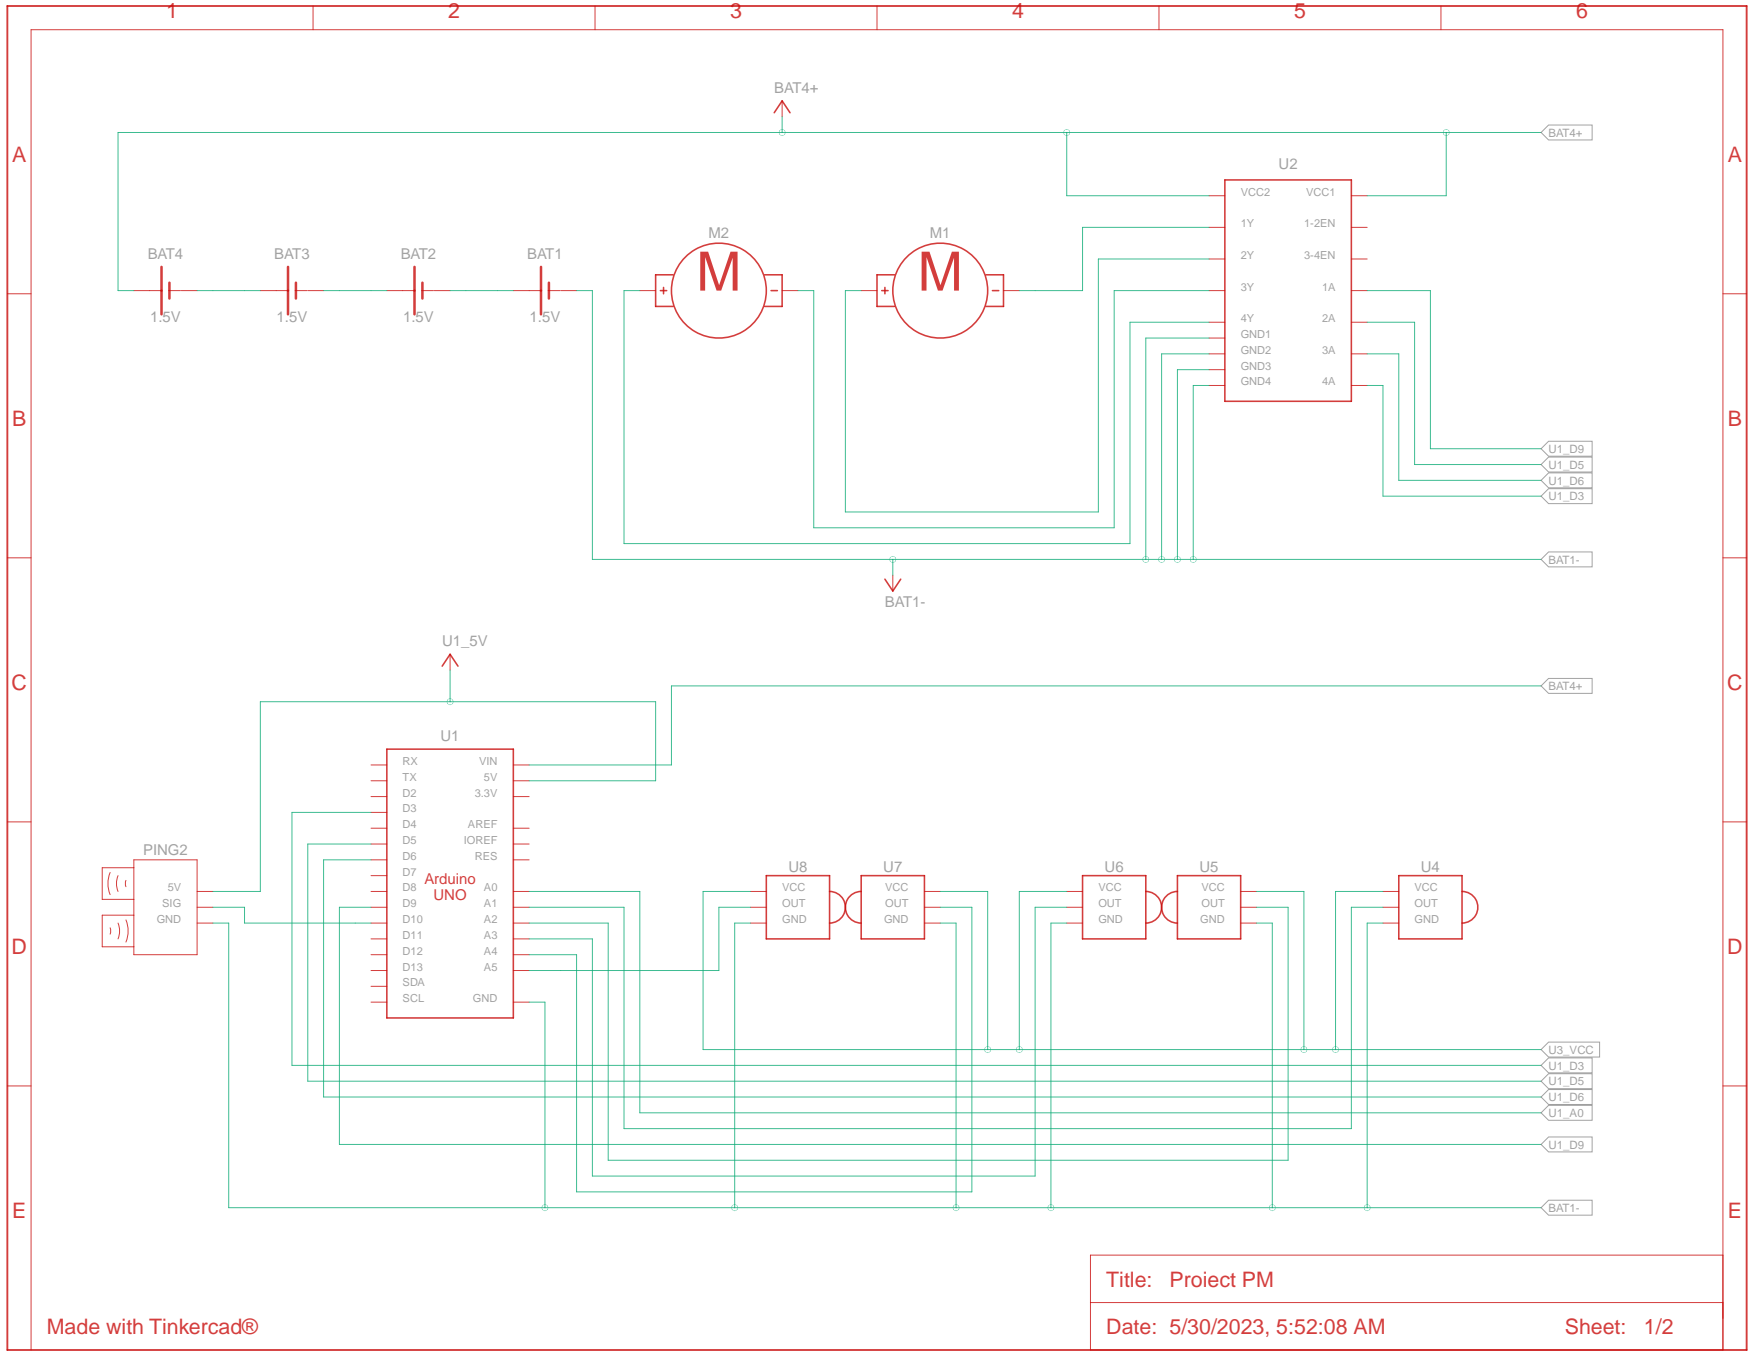 1 2 3 4 5 6
BAT4+
A BAT4+ A
U2
VCC2 VCC1
1Y 1-2EN
M2 M1
M M
BAT4 BAT3 BAT2 BAT1
2Y 3-4EN
+ - + -
3Y 1A
1.5V 1.5V 1.5V 1.5V
4Y 2A
GND1
GND2 3A
GND3
GND4 4A
B B
U1_D9
U1_D5
U1_D6
U1_D3
BAT1-
BAT1-
U1_5V
C BAT4+ C
U1
RX VIN
TX 5V
D2 3.3V
D3
D4 AREF
D5 IOREF
D6 RES
D7
Arduino
UNO
D8 A0
D9 A1
D10 A2
D11 A3
D12 A4
D13 A5
SDA
SCL GND
PING2
5V
SIG
GND
U8 U7 U6 U5 U4
VCC VCC VCC VCC VCC
OUT OUT OUT OUT OUT
GND GND GND GND GND
D D
U3_VCC
U1_D3
U1_D5
U1_D6
U1_A0
U1_D9
E BAT1- E
Title: Proiect PM
Made with Tinkercad®
Date: 5/30/2023, 5:52:08 AM Sheet: 1/2